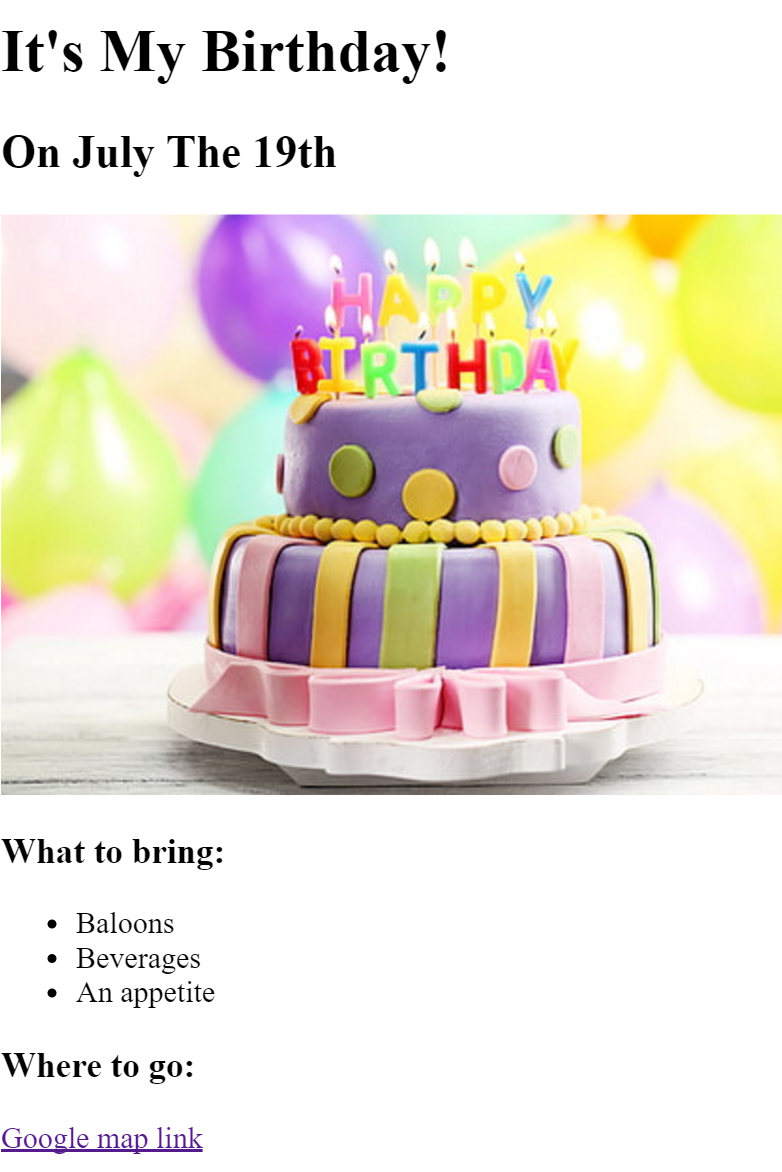 It's My Birthday!
On July The 19th
HAPPY
BIRTHDAY
What to bring:
Baloons
Beverages
An appetite
Where to go:
Google map link